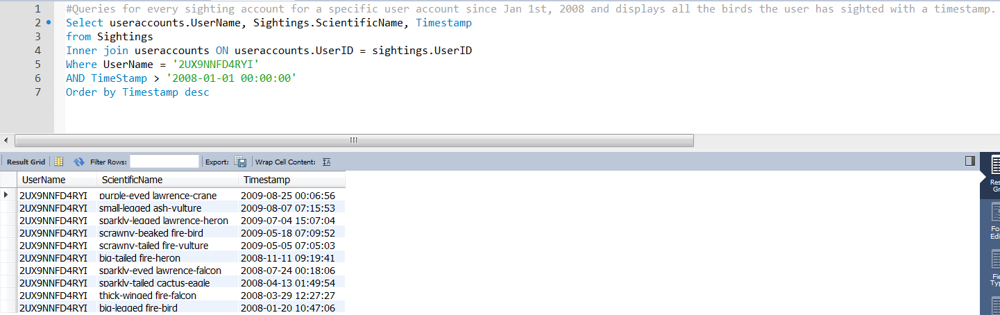 1 #Queries for every sighting account for a specific user account since Jan 1st, 2008 and displays all the birds the user has sighted with a timestamp.
2 Select useraccounts.UserName, Sightings.ScientificName, Timestamp
3 from Sightings
4 Inner join useraccounts ON useraccounts.UserID = sightings.UserID
5 Where UserName = '2UX9NNFD4RYI'
6 AND TimeStamp > '2008-01-01 00:00:00'
7 Order by Timestamp desc
Result Grid Filter Rows: Export: Wrap Cell Content:
UserName ScientificName Timestamp
2UX9NNFD4RYI purple-eyed lawrence-crane 2009-08-25 00:06:56
2UX9NNFD4RYI small-legged ash-vulture 2009-08-07 07:15:53
2UX9NNFD4RYI sparkly-legged lawrence-heron 2009-07-04 15:07:04
2UX9NNFD4RYI scrawny-beaked fire-bird 2009-05-18 07:09:52
2UX9NNFD4RYI scrawny-tailed fire-vulture 2009-05-05 07:05:03
2UX9NNFD4RYI big-tailed fire-heron 2008-11-11 09:19:41
2UX9NNFD4RYI sparkly-eyed lawrence-falcon 2008-07-24 00:18:06
2UX9NNFD4RYI sparkly-tailed cactus-eagle 2008-04-13 01:49:54
2UX9NNFD4RYI thick-winged fire-falcon 2008-03-29 12:27:27
2UX9NNFD4RYI big-legged fire-bird 2008-01-20 10:47:06